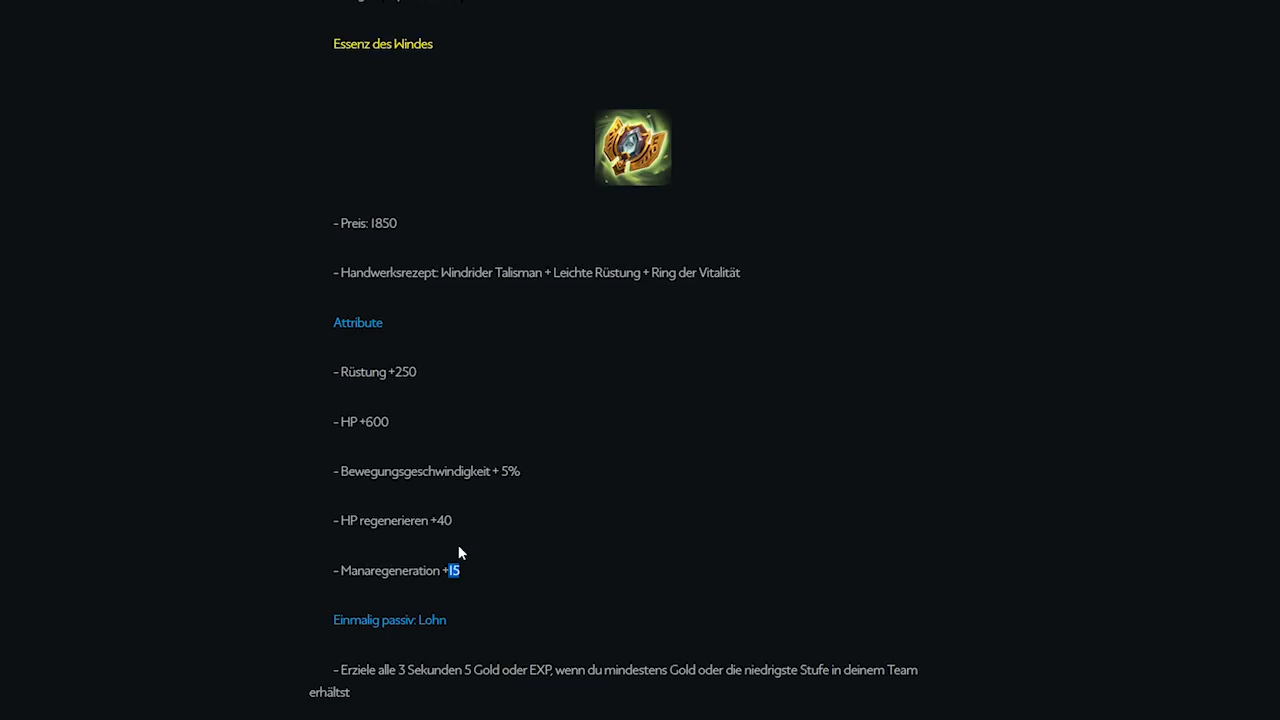 Essenz des Windes
- Preis: 1850
- Handwerksrezept: Windrider Talisman + Leichte Rüstung + Ring der Vitalität
Attribute
- Rüstung +250
- HP +600
- Bewegungsgeschwindigkeit + 5%
- HP regenerieren +40
- Manaregeneration +15
Einmalig passiv: Lohn
- Erziele alle 3 Sekunden 5 Gold oder EXP, wenn du mindestens Gold oder die niedrigste Stufe in deinem Team
erhältst